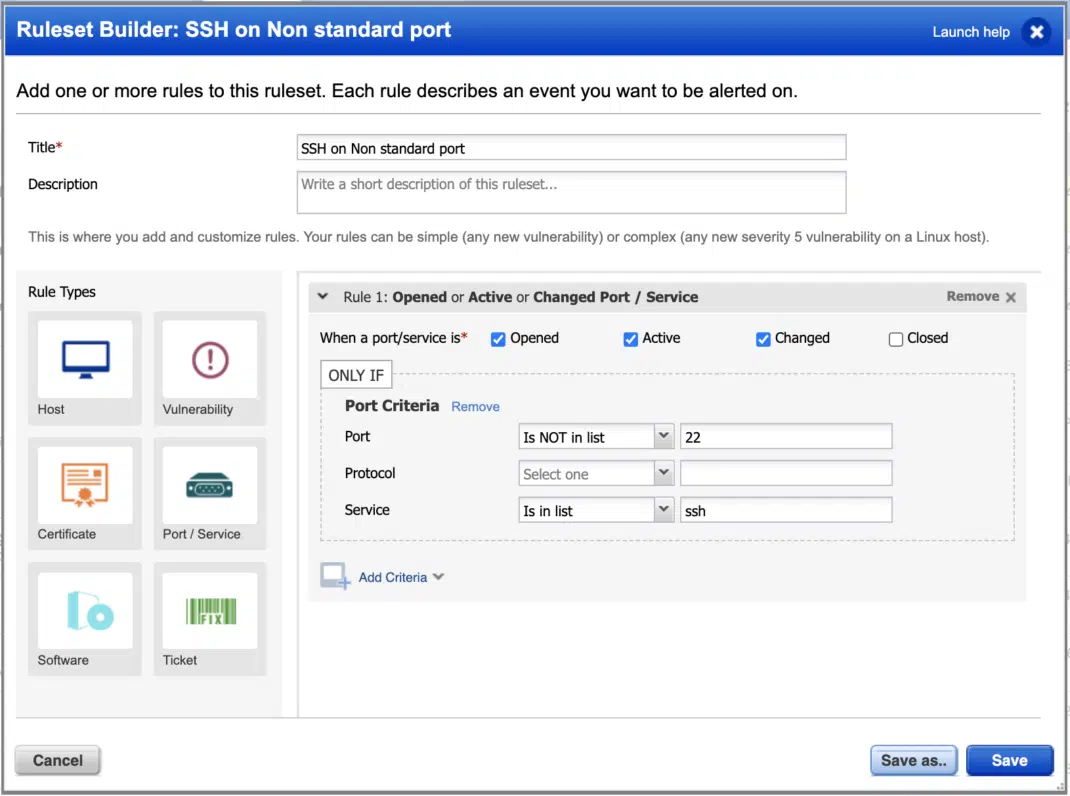 Ruleset Builder: SSH on Non standard port
Launch help
Add one or more rules to this ruleset. Each rule describes an event you want to be alerted on.
Title*
SSH on Non standard port
Description
Write a short description of this ruleset...
This is where you add and customize rules. Your rules can be simple (any new vulnerability) or complex (any new severity 5 vulnerability on a Linux host).
Rule Types
Host
Vulnerability
Certificate
Port / Service
FIX
Software
Ticket
Rule 1: Opened or Active or Changed Port / Service
Remove
When a port/service is*
Opened
Active
Changed
Closed
ONLY IF
Port Criteria Remove
Port
Is NOT in list
22
Protocol
Select one
Service
Is in list
ssh
Add Criteria
Cancel
Save as..
Save